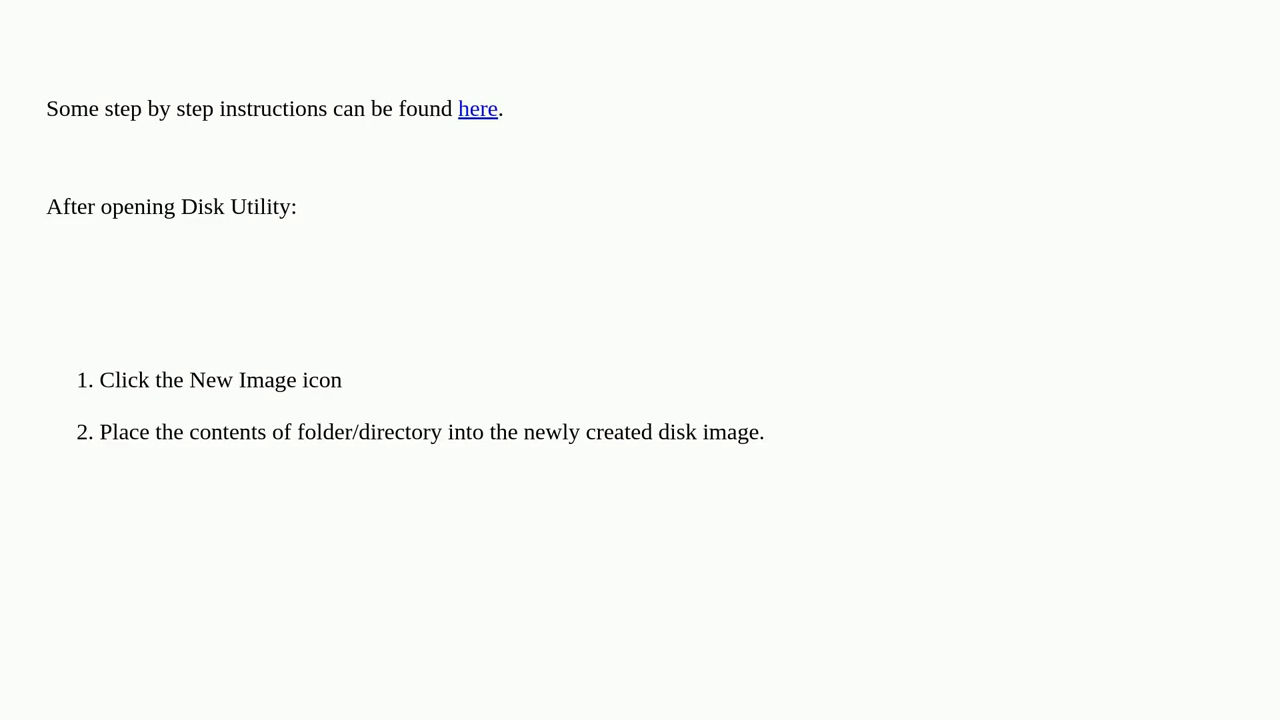 Some step by step instructions can be found here.
After opening Disk Utility:
1. Click the New Image icon
2. Place the contents of folder/directory into the newly created disk image.